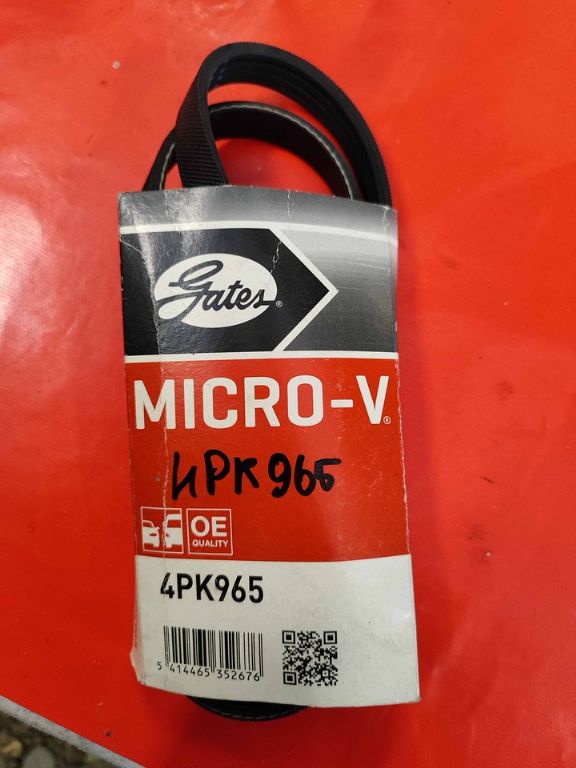 Gates®
MICRO-V®
4PK965
OE
QUALITY
4PK965
5 414465 352676